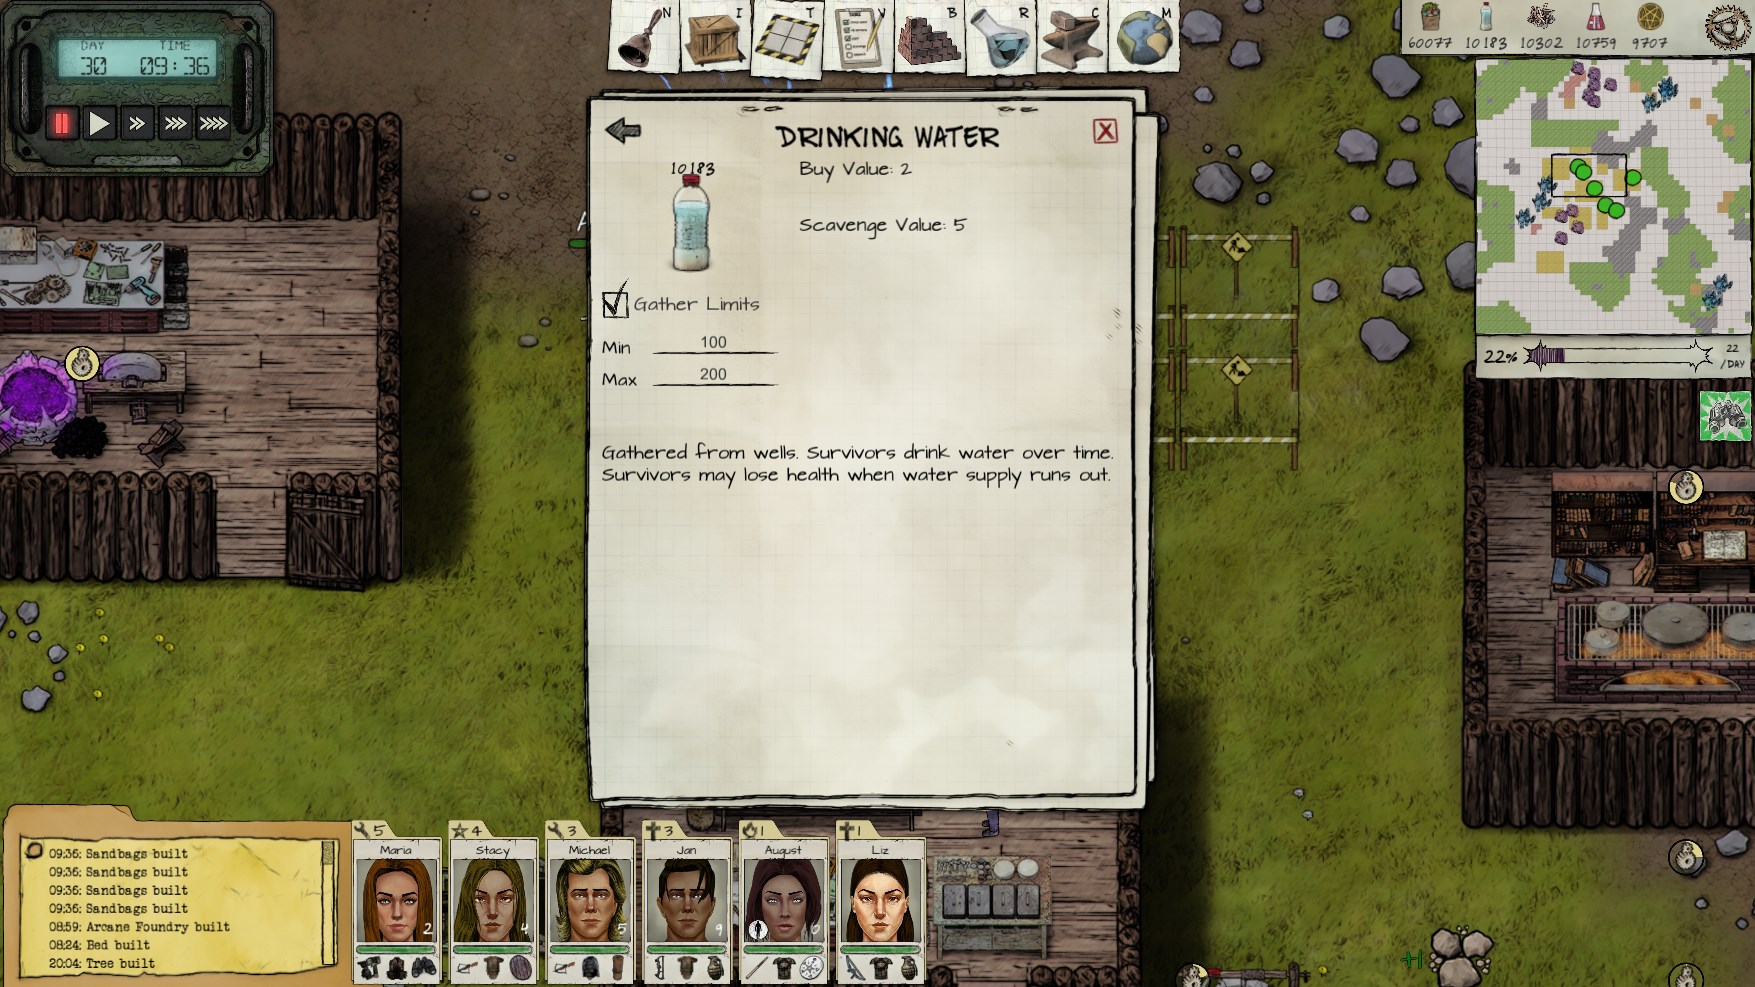 DAY TIME
30 09:36
N I T V B R C M
60077 10183 10302 10759 9707
DRINKING WATER
10183
Buy Value: 2
Scavenge Value: 5
Gather Limits
Min 100
Max 200
Gathered from wells. Survivors drink water over time.
Survivors may lose health when water supply runs out.
22% 22
/DAY
09:36: Sandbags built
09:36: Sandbags built
09:36: Sandbags built
09:36: Sandbags built
08:59: Arcane Foundry built
08:24: Bed built
20:04: Tree built
5 4 3 3 1 1
Maria Stacy Michael Jan August Liz
2 4 5 9
+1